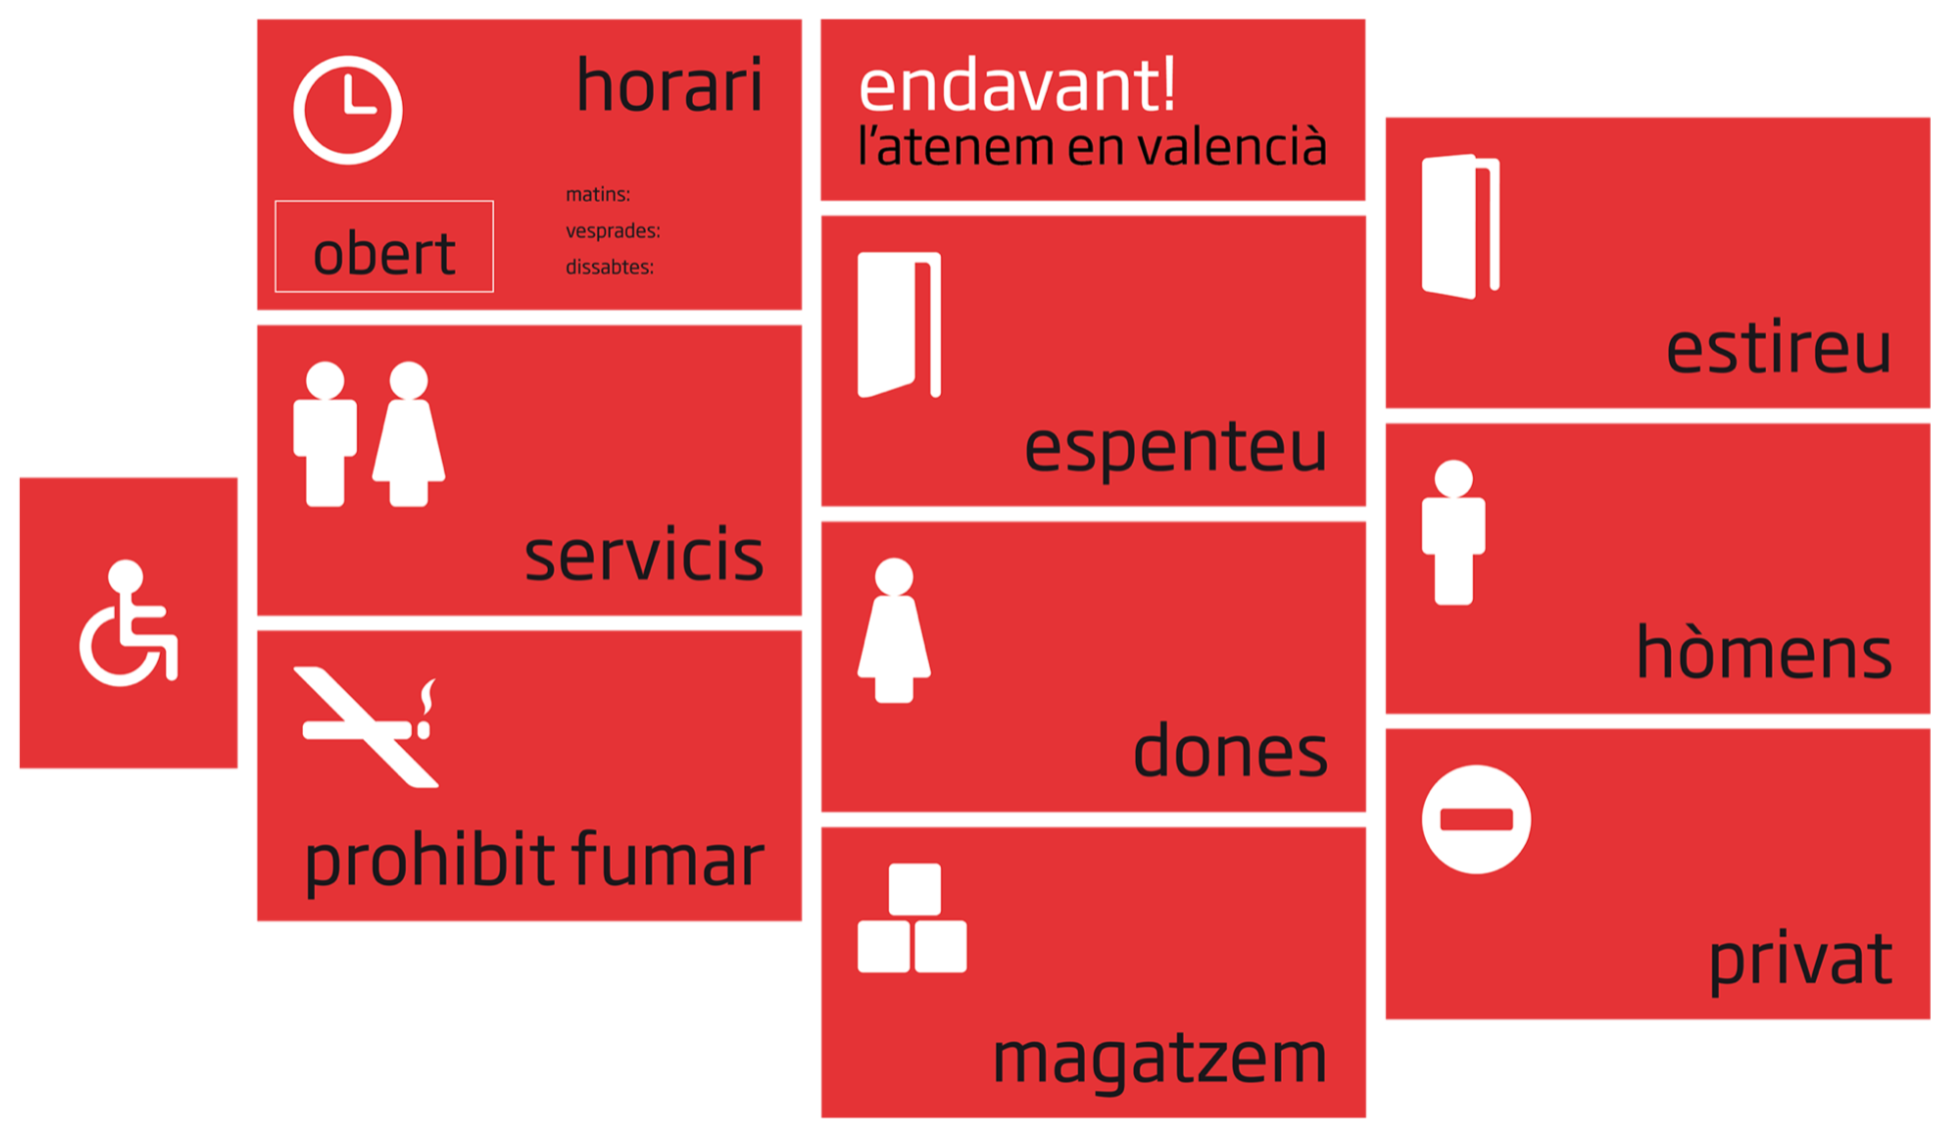 horari
matins:
vesprades:
dissabtes:
obert
servicis
prohibit fumar
endavant!
l'atenem en valencià
espenteu
dones
magatzem
estireu
hòmens
privat